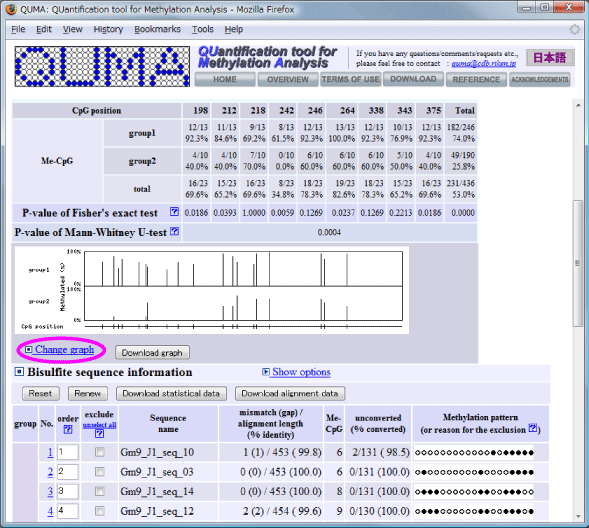 QUMA: QUantification tool for Methylation Analysis - Mozilla Firefox
File Edit View History Bookmarks Tools Help
QUMA
QUantification tool for Methylation Analysis
If you have any questions/comments/requests etc., please feel free to contact : quma@cdb.riken.jp
日本語
HOME OVERVIEW TERMS OF USE DOWNLOAD REFERENCE ACKNOWLEDGEMENTS
CpG position 198 212 218 242 246 264 338 343 375 Total
Me-CpG
group1 12/13 11/13 9/13 8/13 12/13 13/13 12/13 10/13 12/13 182/246
92.3% 84.6% 69.2% 61.5% 92.3% 100.0% 92.3% 76.9% 92.3% 74.0%
group2 4/10 4/10 7/10 0/10 6/10 6/10 6/10 5/10 4/10 49/190
40.0% 40.0% 70.0% 0.0% 60.0% 60.0% 60.0% 50.0% 40.0% 25.8%
total 16/23 15/23 16/23 8/23 18/23 19/23 18/23 15/23 16/23 231/436
69.6% 65.2% 69.6% 34.8% 78.3% 82.6% 78.3% 65.2% 69.6% 53.0%
P-value of Fisher's exact test ? 0.0186 0.0393 1.0000 0.0059 0.1269 0.0237 0.1269 0.2213 0.0186 0.0000
P-value of Mann-Whitney U-test ? 0.0004
100%
group1
Methylated (%)
0%
100%
group2
0%
CpG position
Change graph Download graph
Bisulfite sequence information Show options
Reset Renew Download statistical data Download alignment data
group No. order ? exclude unselect all ? Sequence name mismatch (gap) / alignment length (% identity) Me-CpG unconverted (% converted) Methylation pattern (or reason for the exclusion ?)
1 1 Gm9_J1_seq_10 1 (1) / 453 ( 99.8) 6 2/131 ( 98.5)
2 2 Gm9_J1_seq_03 0 (0) / 453 (100.0) 6 0/131 (100.0)
3 3 Gm9_J1_seq_14 0 (0) / 453 (100.0) 8 0/131 (100.0)
4 4 Gm9_J1_seq_12 2 (2) / 454 ( 99.6) 9 0/130 (100.0)